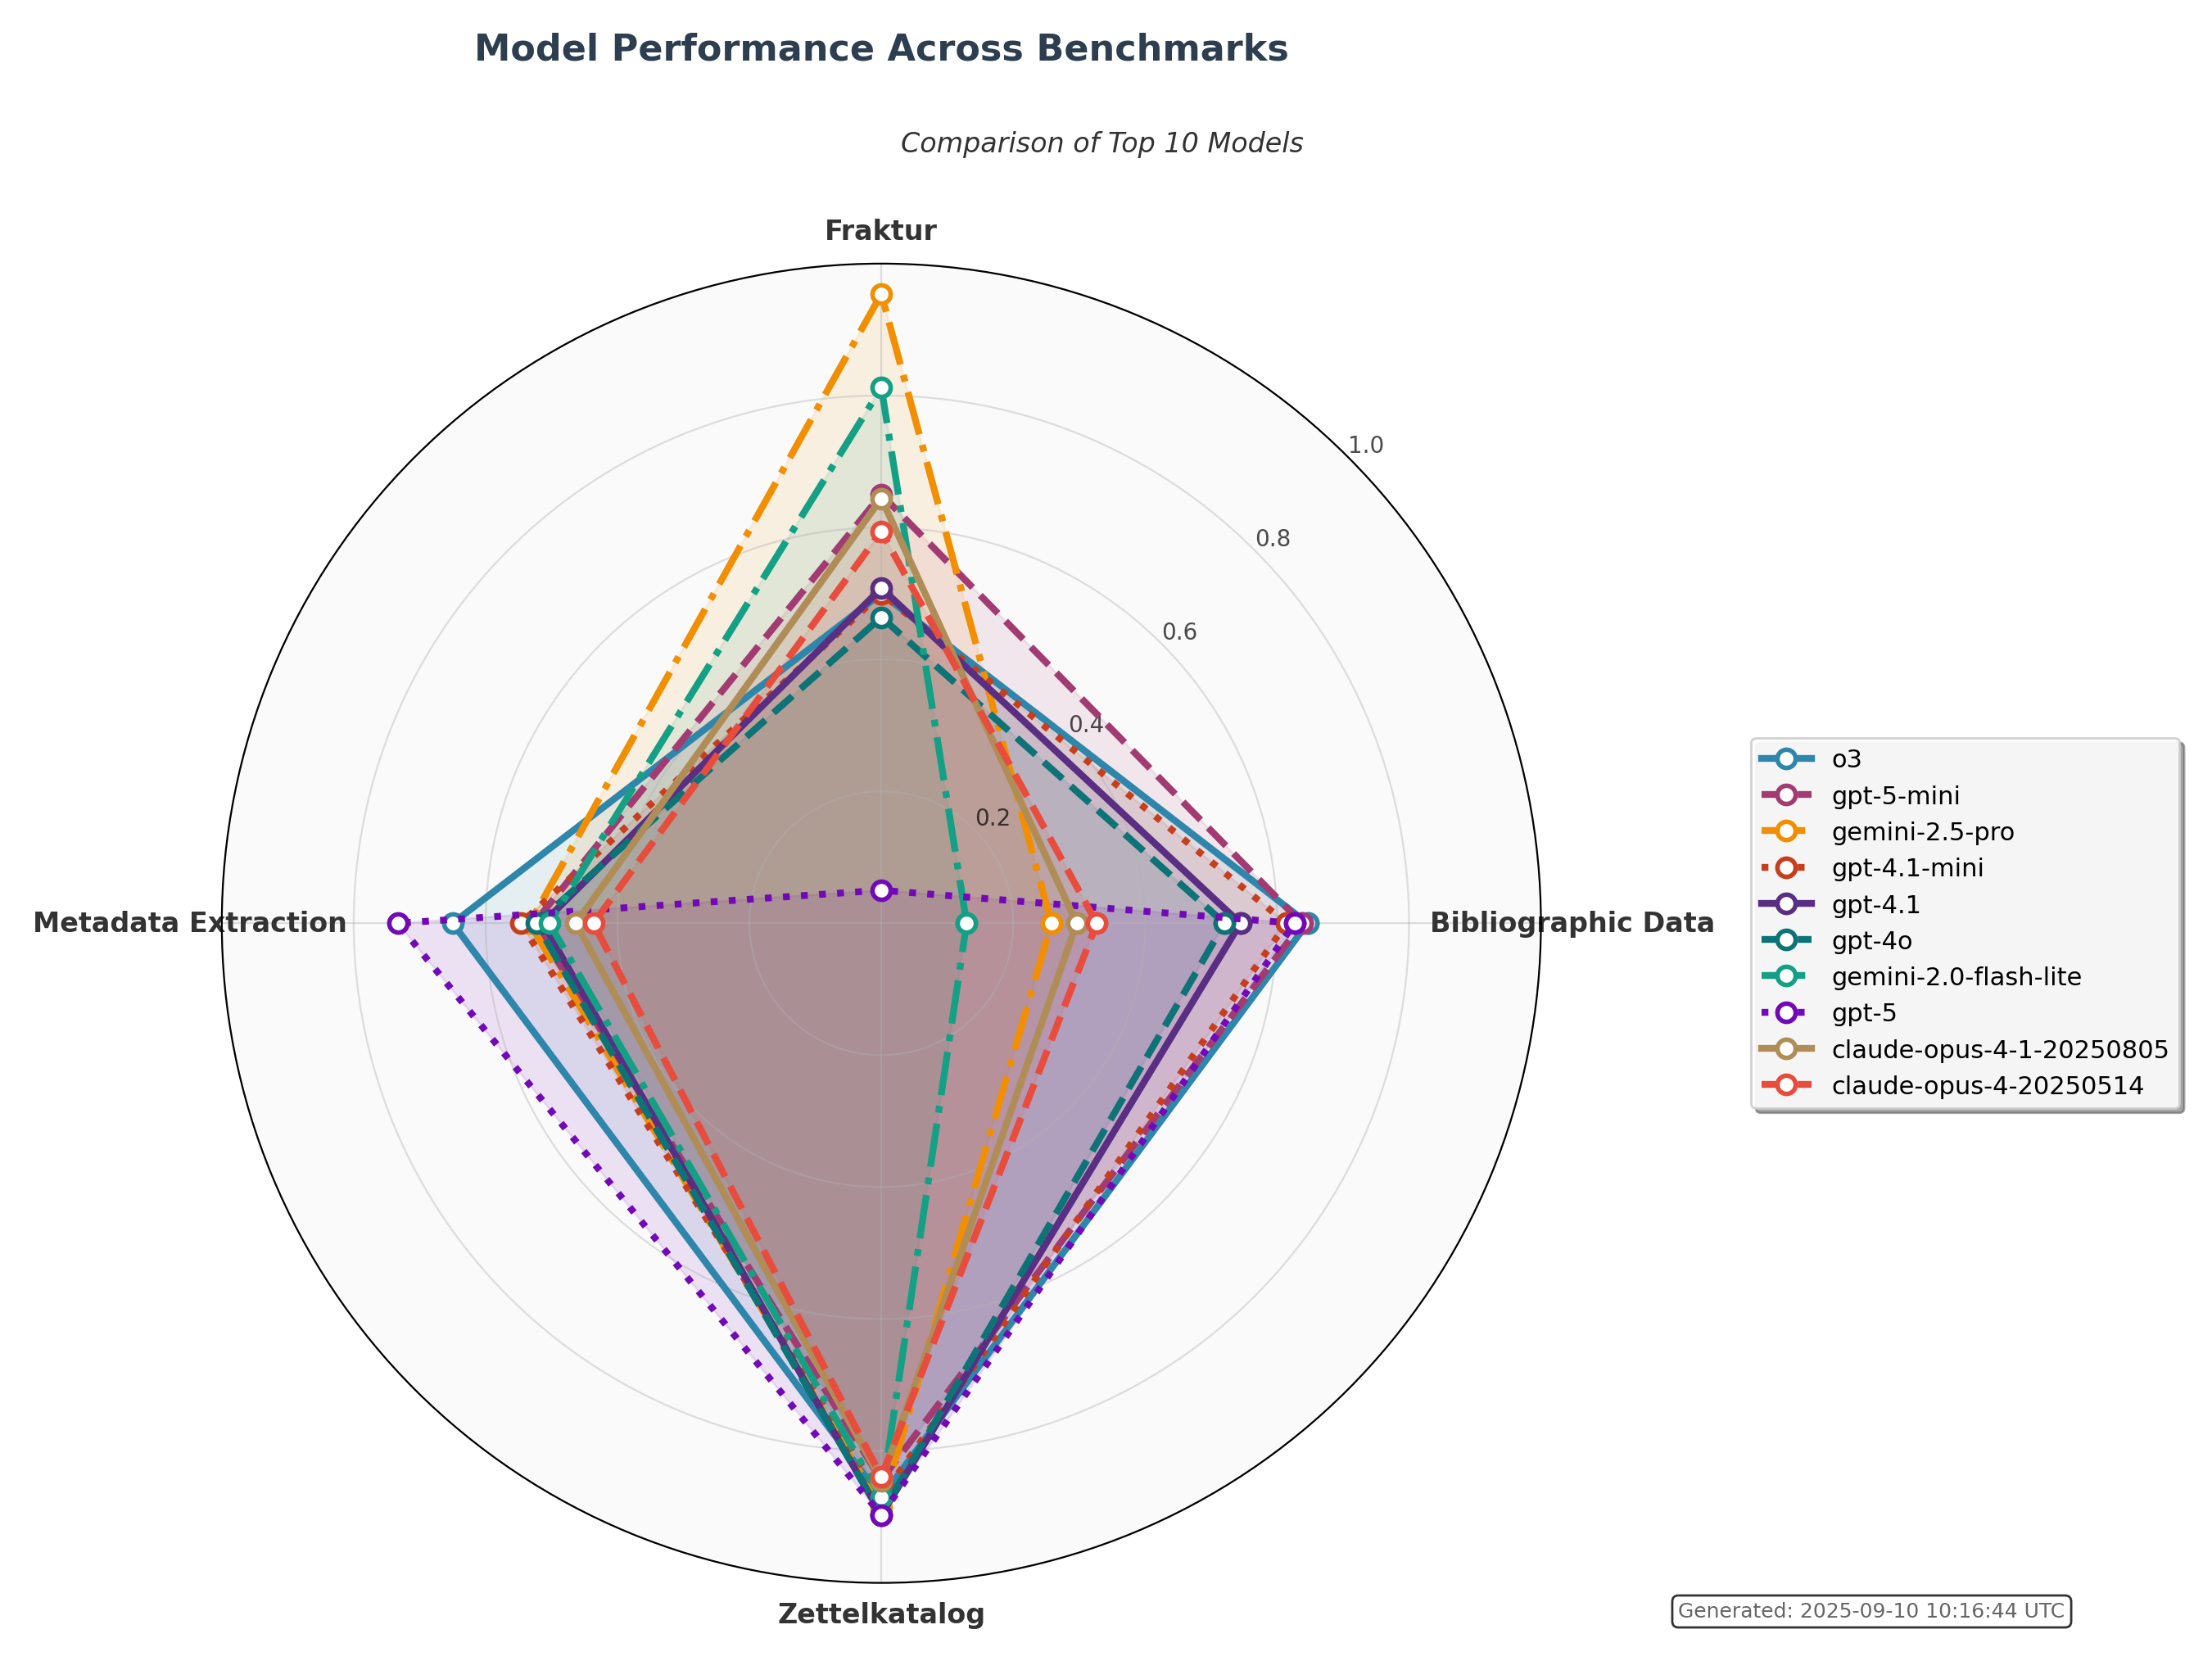 Model Performance Across Benchmarks
Comparison of Top 10 Models
Fraktur
1.0
0.8
0.6
0.4
0.2
Metadata Extraction
Bibliographic Data
Zettelkatalog
o3
gpt-5-mini
gemini-2.5-pro
gpt-4.1-mini
gpt-4.1
gpt-4o
gemini-2.0-flash-lite
gpt-5
claude-opus-4-1-20250805
claude-opus-4-20250514
Generated: 2025-09-10 10:16:44 UTC